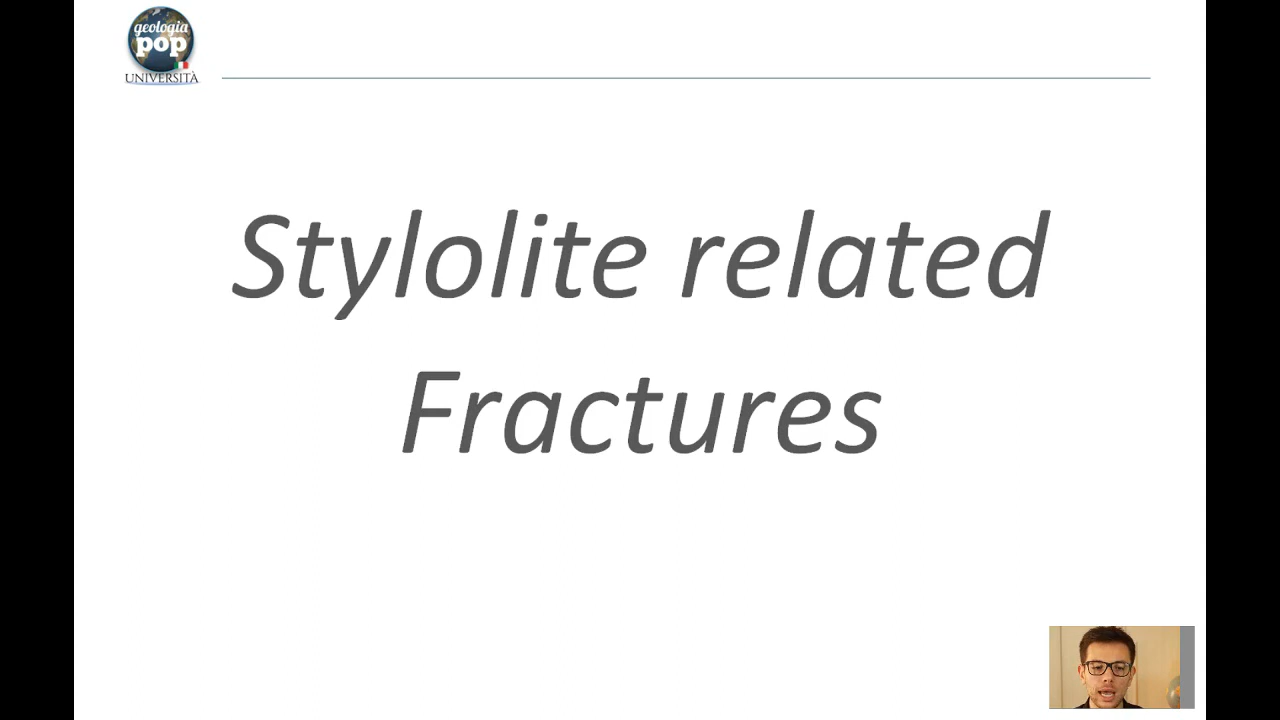 geologia
pop
UNIVERSITÀ
Stylolite related
Fractures